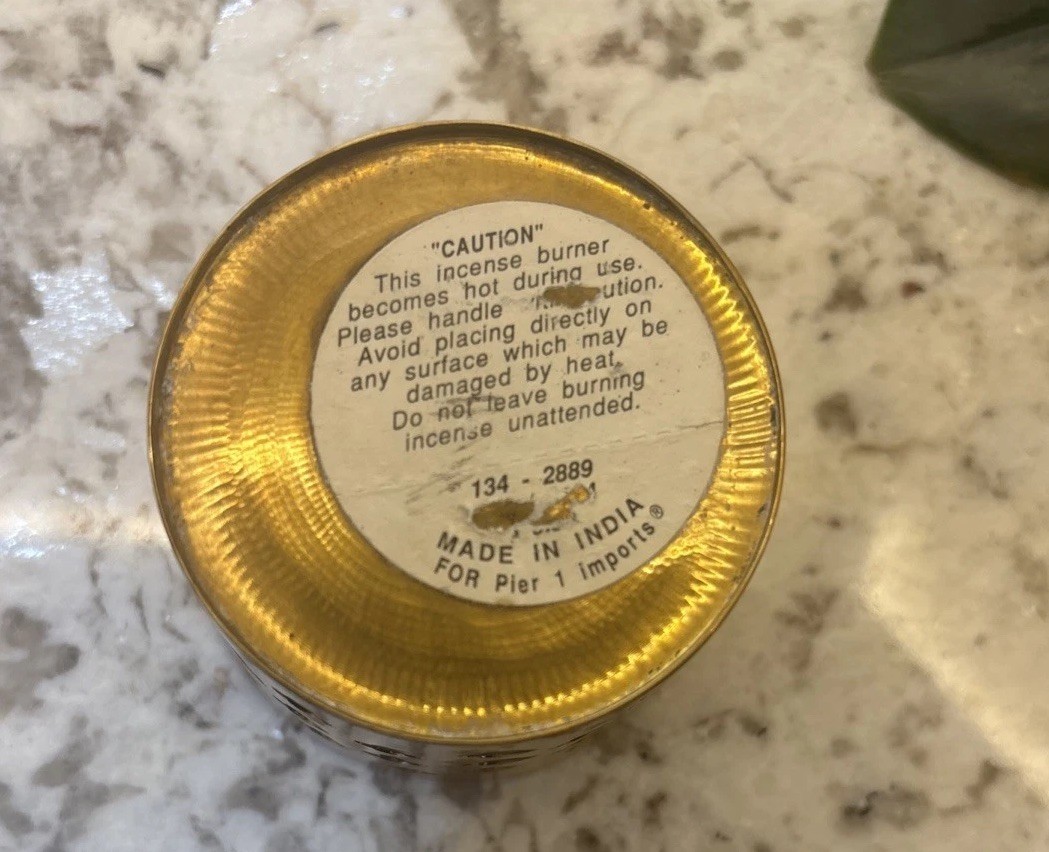 "CAUTION"
This incense burner
becomes hot during use.
Please handle ution.
Avoid placing directly on
any surface which may be
damaged by heat.
Do not leave burning
incense unattended.
134 - 2889
MADE IN INDIA
FOR Pier 1 imports®